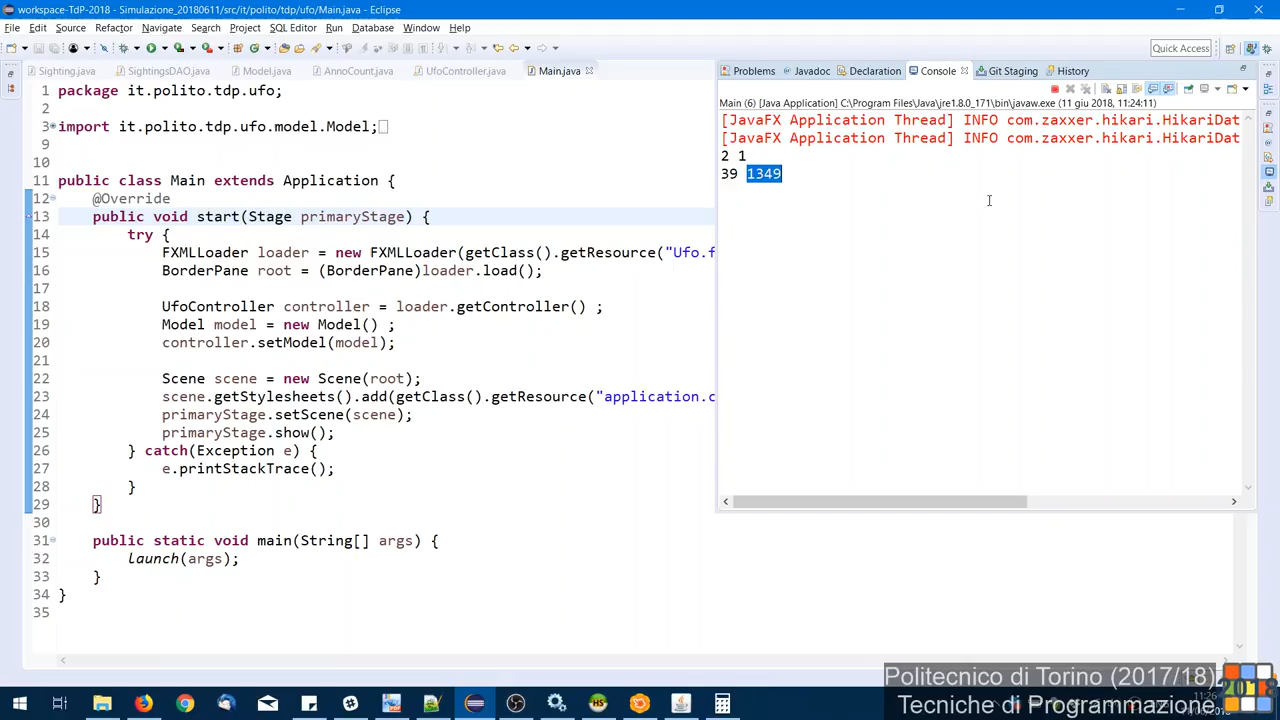 workspace-TdP-2018 - Simulazione_20180611/src/it/polito/tdp/ufo/Main.java - Eclipse
File Edit Source Refactor Navigate Search Project SQL Editor Run Database Window Help
Quick Access
Sighting.java SightingsDAO.java Model.java AnnoCount.java UfoController.java Main.java
1 package it.polito.tdp.ufo;
2
3 import it.polito.tdp.ufo.model.Model;
9
10
11 public class Main extends Application {
12 @Override
13 public void start(Stage primaryStage) {
14 try {
15 FXMLLoader loader = new FXMLLoader(getClass().getResource("Ufo.f
16 BorderPane root = (BorderPane)loader.load();
17
18 UfoController controller = loader.getController() ;
19 Model model = new Model() ;
20 controller.setModel(model);
21
22 Scene scene = new Scene(root);
23 scene.getStylesheets().add(getClass().getResource("application.c
24 primaryStage.setScene(scene);
25 primaryStage.show();
26 } catch(Exception e) {
27 e.printStackTrace();
28 }
29 }
30
31 public static void main(String[] args) {
32 launch(args);
33 }
34 }
35
Problems Javadoc Declaration Console Git Staging History
Main (6) [Java Application] C:\Program Files\Java\jre1.8.0_171\bin\javaw.exe (11 giu 2018, 11:24:11)
[JavaFX Application Thread] INFO com.zaxxer.hikari.HikariDat
[JavaFX Application Thread] INFO com.zaxxer.hikari.HikariDat
2 1
39 1349
Politecnico di Torino (2017/18)
Tecniche di Programmazione
2018
11:26